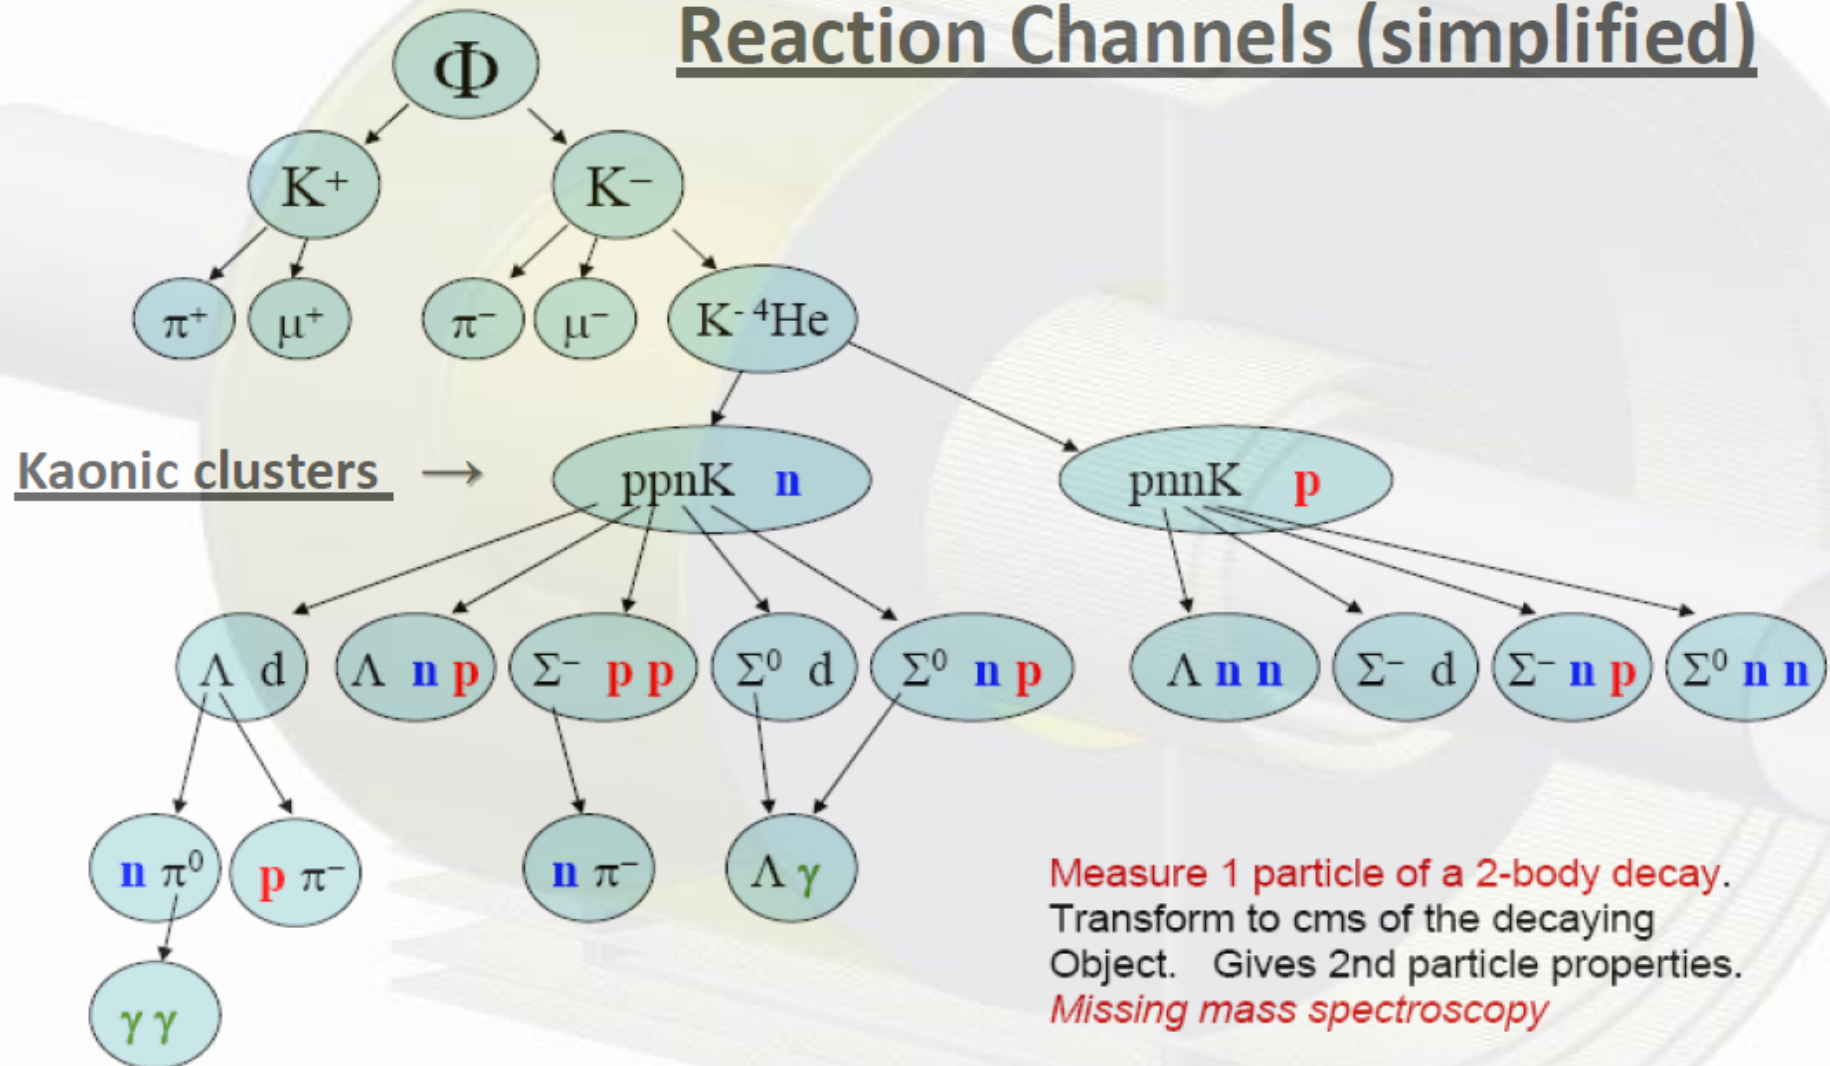 Reaction Channels (simplified)
Φ
K⁺ K⁻
π⁺ μ⁺ π⁻ μ⁻ K⁻ ⁴He
Kaonic clusters → ppnK n pnnK p
Λ d Λ n p Σ⁻ p p Σ⁰ d Σ⁰ n p Λ n n Σ⁻ d Σ⁻ n p Σ⁰ n n
n π⁰ p π⁻ n π⁻ Λ γ
γ γ
Measure 1 particle of a 2-body decay.
Transform to cms of the decaying
Object. Gives 2nd particle properties.
Missing mass spectroscopy